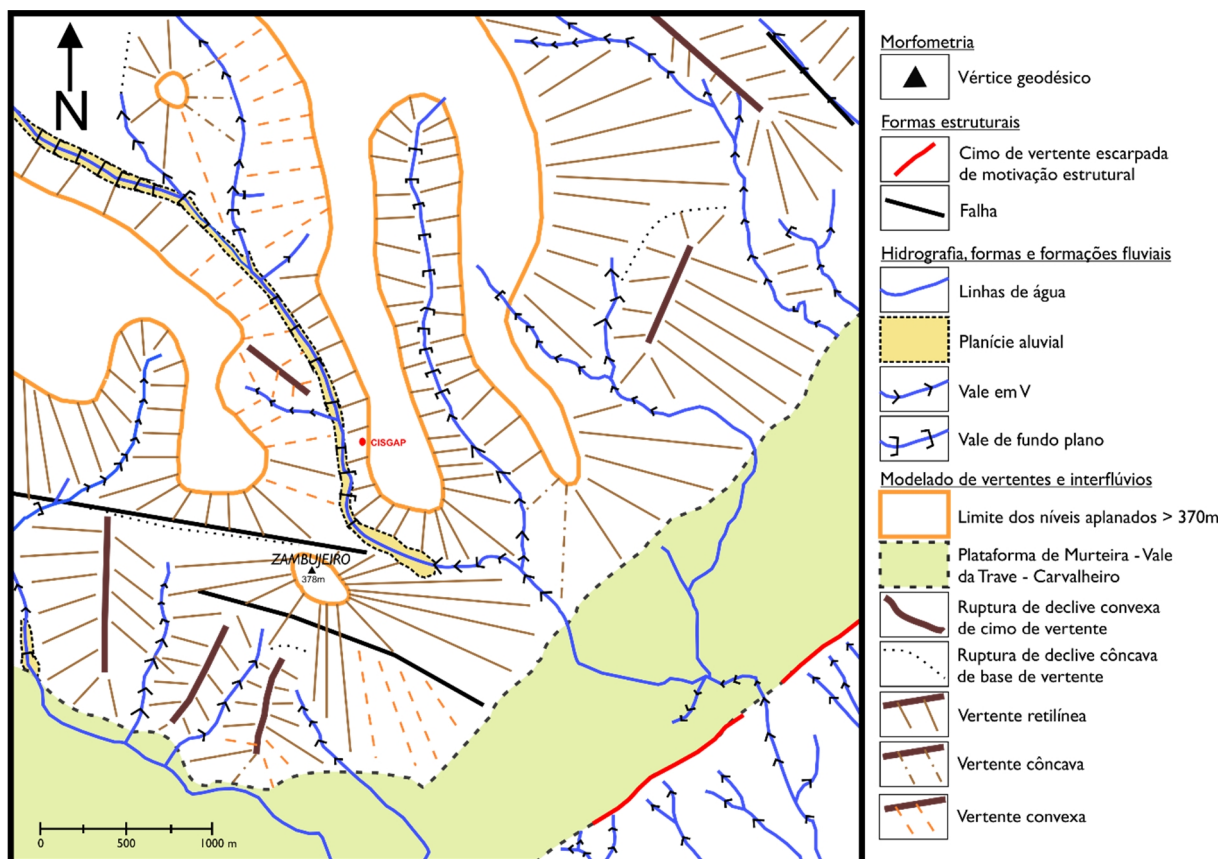 N
CISGAP
ZAMBUJEIRO
378m
0 500 1000 m
Morfometria
Vértice geodésico
Formas estruturais
Cimo de vertente escarpada
de motivação estrutural
Falha
Hidrografia, formas e formações fluviais
Linhas de água
Planície aluvial
Vale em V
Vale de fundo plano
Modelado de vertentes e interflúvios
Limite dos níveis aplanados > 370m
Plataforma de Murteira - Vale
da Trave - Carvalheiro
Ruptura de declive convexa
de cimo de vertente
Ruptura de declive côncava
de base de vertente
Vertente retilínea
Vertente côncava
Vertente convexa